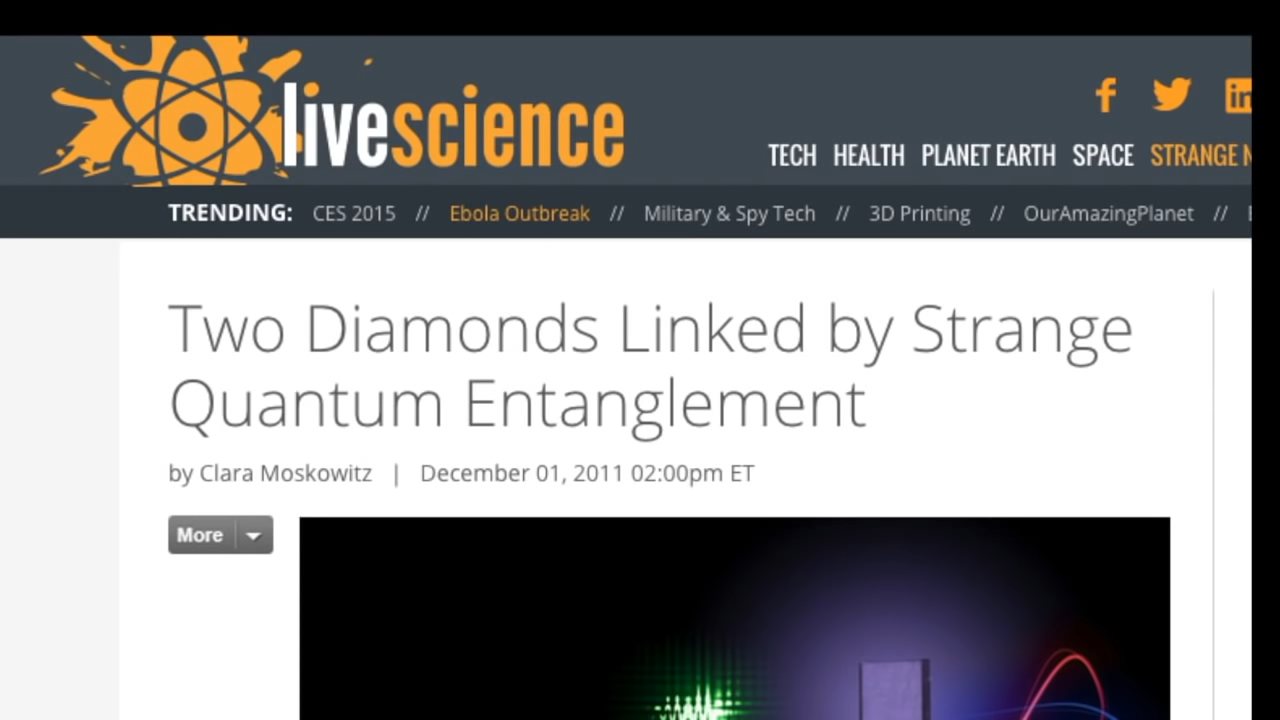 livescience
TECH HEALTH PLANET EARTH SPACE STRANGE N
TRENDING: CES 2015 // Ebola Outbreak // Military & Spy Tech // 3D Printing // OurAmazingPlanet //
Two Diamonds Linked by Strange
Quantum Entanglement
by Clara Moskowitz | December 01, 2011 02:00pm ET
More